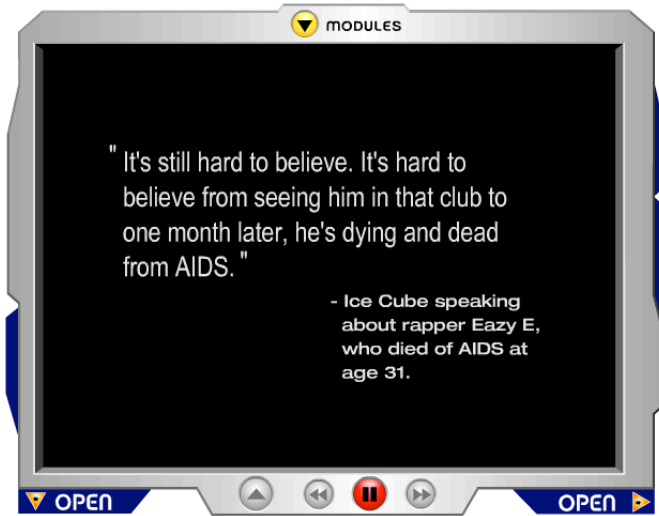 MODULES
" It's still hard to believe. It's hard to
believe from seeing him in that club to
one month later, he's dying and dead
from AIDS. "
- Ice Cube speaking
about rapper Eazy E,
who died of AIDS at
age 31.
OPEN
OPEN